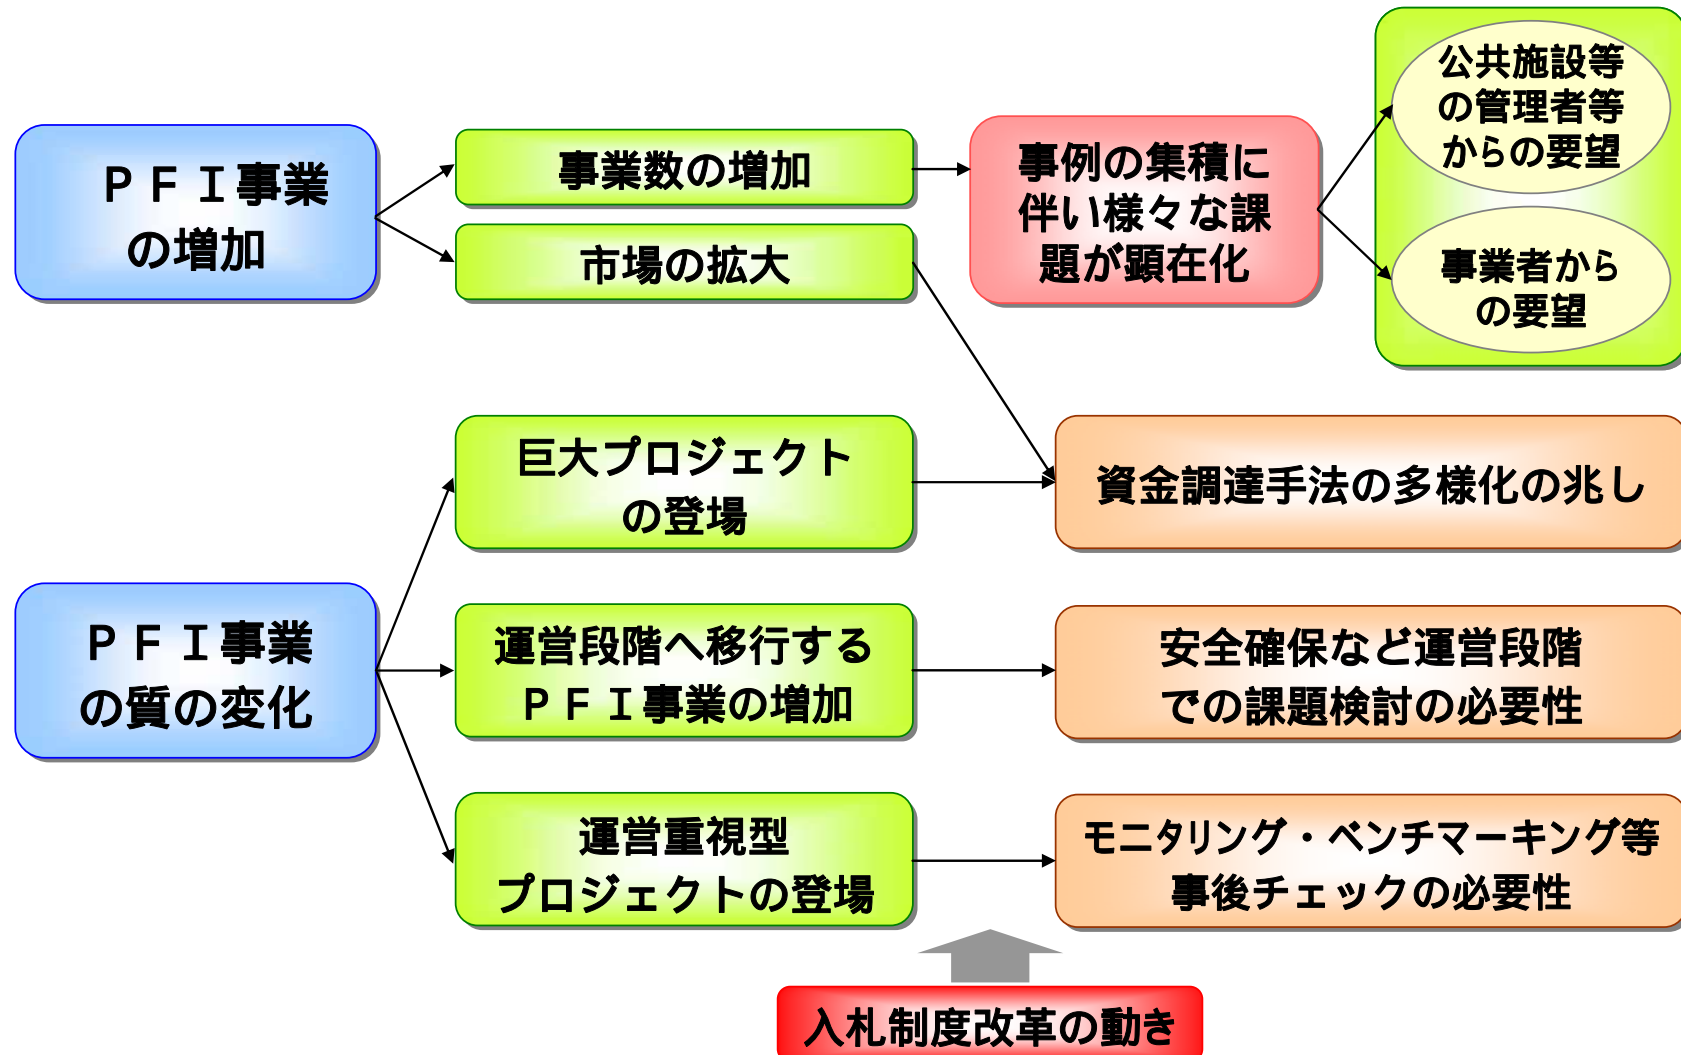 ＰＦＩ事業
の増加
事業数の増加
市場の拡大
事例の集積に
伴い様々な課
題が顕在化
公共施設等
の管理者等
からの要望
事業者から
の要望
ＰＦＩ事業
の質の変化
巨大プロジェクト
の登場
資金調達手法の多様化の兆し
運営段階へ移行する
ＰＦＩ事業の増加
安全確保など運営段階
での課題検討の必要性
運営重視型
プロジェクトの登場
モニタリング・ベンチマーキング等
事後チェックの必要性
入札制度改革の動き